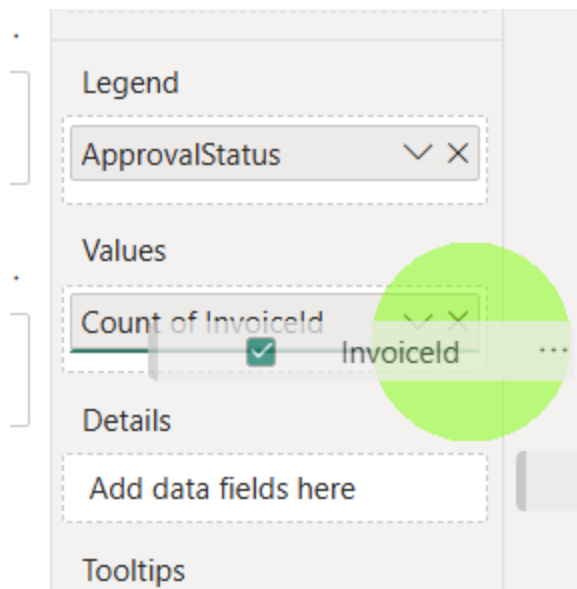 Legend
ApprovalStatus
Values
Count of InvoiceId
InvoiceId
Details
Add data fields here
Tooltips